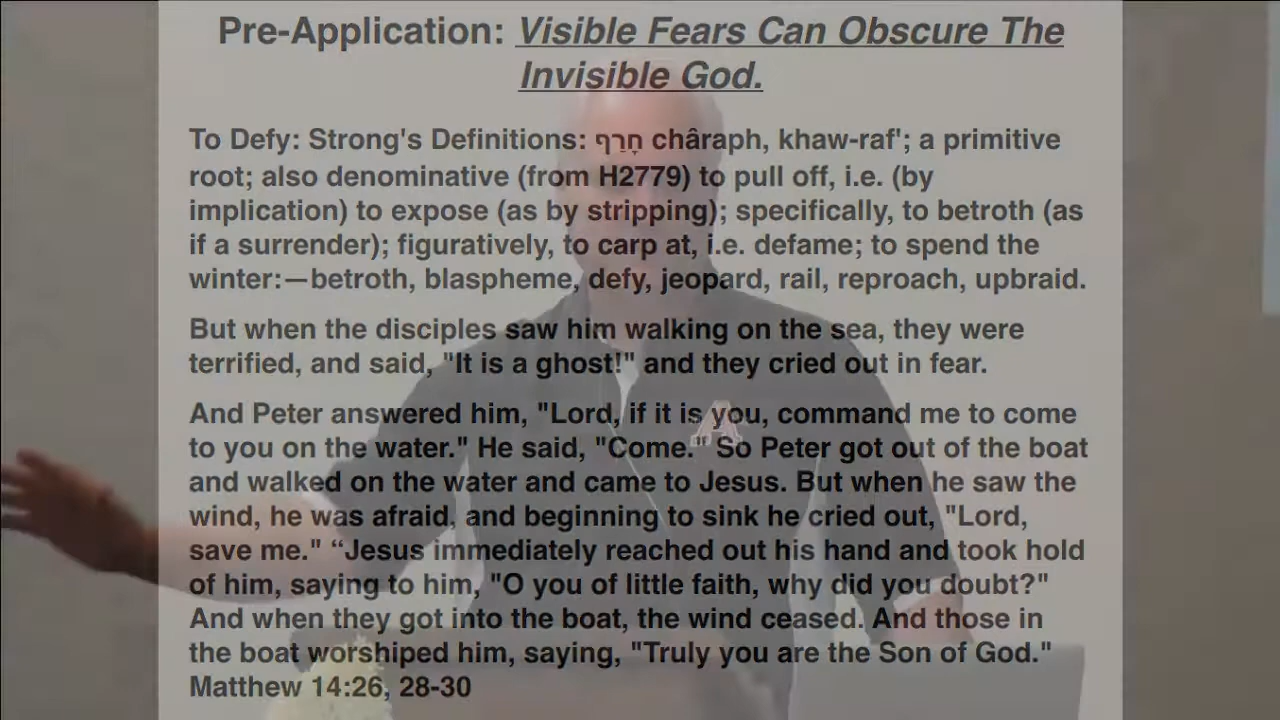 Pre-Application: Visible Fears Can Obscure The
Invisible God.
To Defy: Strong's Definitions: חָרַף châraph, khaw-raf'; a primitive
root; also denominative (from H2779) to pull off, i.e. (by
implication) to expose (as by stripping); specifically, to betroth (as
if a surrender); figuratively, to carp at, i.e. defame; to spend the
winter:—betroth, blaspheme, defy, jeopard, rail, reproach, upbraid.
But when the disciples saw him walking on the sea, they were
terrified, and said, "It is a ghost!" and they cried out in fear.
And Peter answered him, "Lord, if it is you, command me to come
to you on the water." He said, "Come." So Peter got out of the boat
and walked on the water and came to Jesus. But when he saw the
wind, he was afraid, and beginning to sink he cried out, "Lord,
save me." “Jesus immediately reached out his hand and took hold
of him, saying to him, "O you of little faith, why did you doubt?"
And when they got into the boat, the wind ceased. And those in
the boat worshiped him, saying, "Truly you are the Son of God."
Matthew 14:26, 28-30